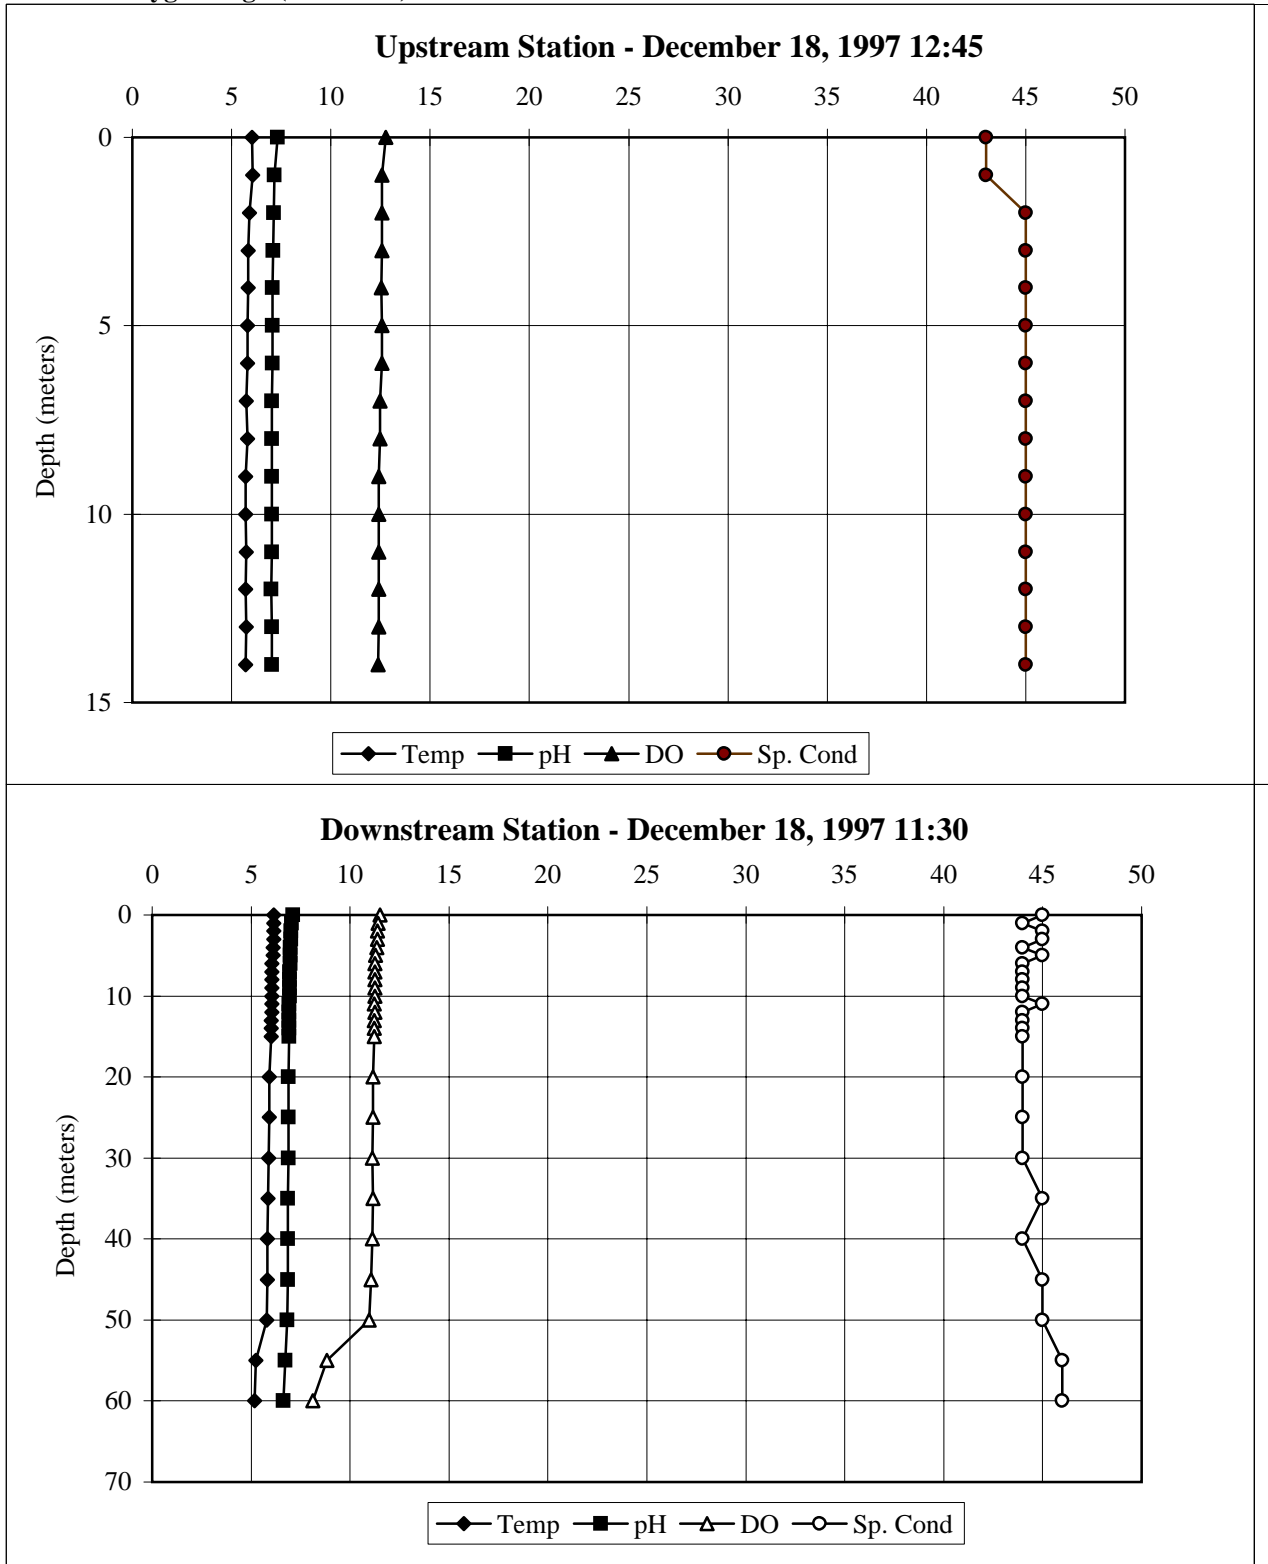 Upstream Station - December 18, 1997 12:45
0 5 10 15 20 25 30 35 40 45 50
0
5
10
15
Depth (meters)
Temp pH DO Sp. Cond
Downstream Station - December 18, 1997 11:30
0 5 10 15 20 25 30 35 40 45 50
0
10
20
30
40
50
60
70
Depth (meters)
Temp pH DO Sp. Cond